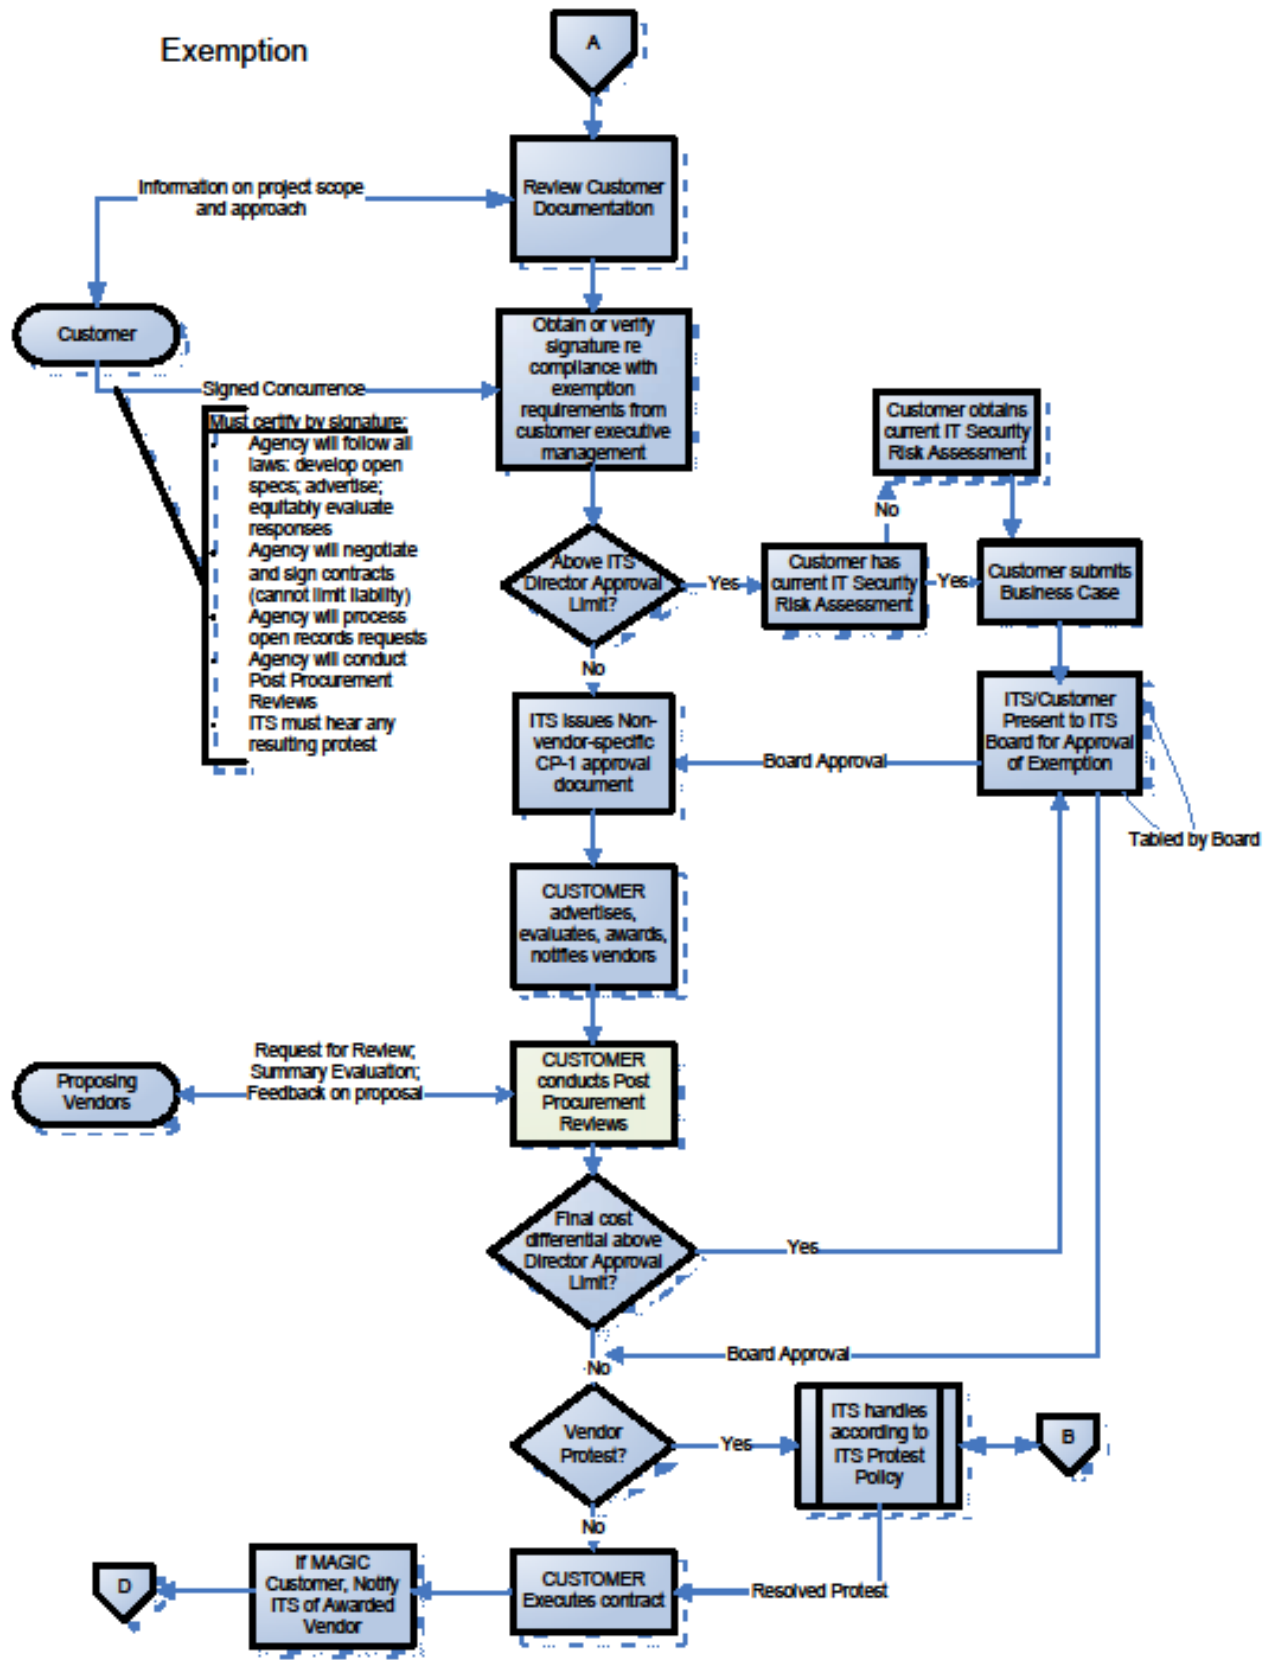 Exemption
A
Information on project scope
and approach
Review Customer
Documentation
Customer
Signed Concurrence
Obtain or verify
signature re
compliance with
exemption
requirements from
customer executive
management
Must certify by signature:
Agency will follow all
laws: develop open
specs; advertise;
equitably evaluate
responses
Agency will negotiate
and sign contracts
(cannot limit liability)
Agency will process
open records requests
Agency will conduct
Post Procurement
Reviews
ITS must hear any
resulting protest
Customer obtains
current IT Security
Risk Assessment
No
Above ITS
Director Approval
Limit?
Yes
Customer has
current IT Security
Risk Assessment
Yes
Customer submits
Business Case
No
ITS Issues Non-
vendor-specific
CP-1 approval
document
Board Approval
ITS/Customer
Present to ITS
Board for Approval
of Exemption
Tabled by Board
CUSTOMER
advertises,
evaluates, awards,
notifies vendors
Proposing
Vendors
Request for Review;
Summary Evaluation;
Feedback on proposal
CUSTOMER
conducts Post
Procurement
Reviews
Final cost
differential above
Director Approval
Limit?
Yes
Board Approval
No
Vendor
Protest?
Yes
ITS handles
according to
ITS Protest
Policy
B
No
D
If MAGIC
Customer, Notify
ITS of Awarded
Vendor
CUSTOMER
Executes contract
Resolved Protest